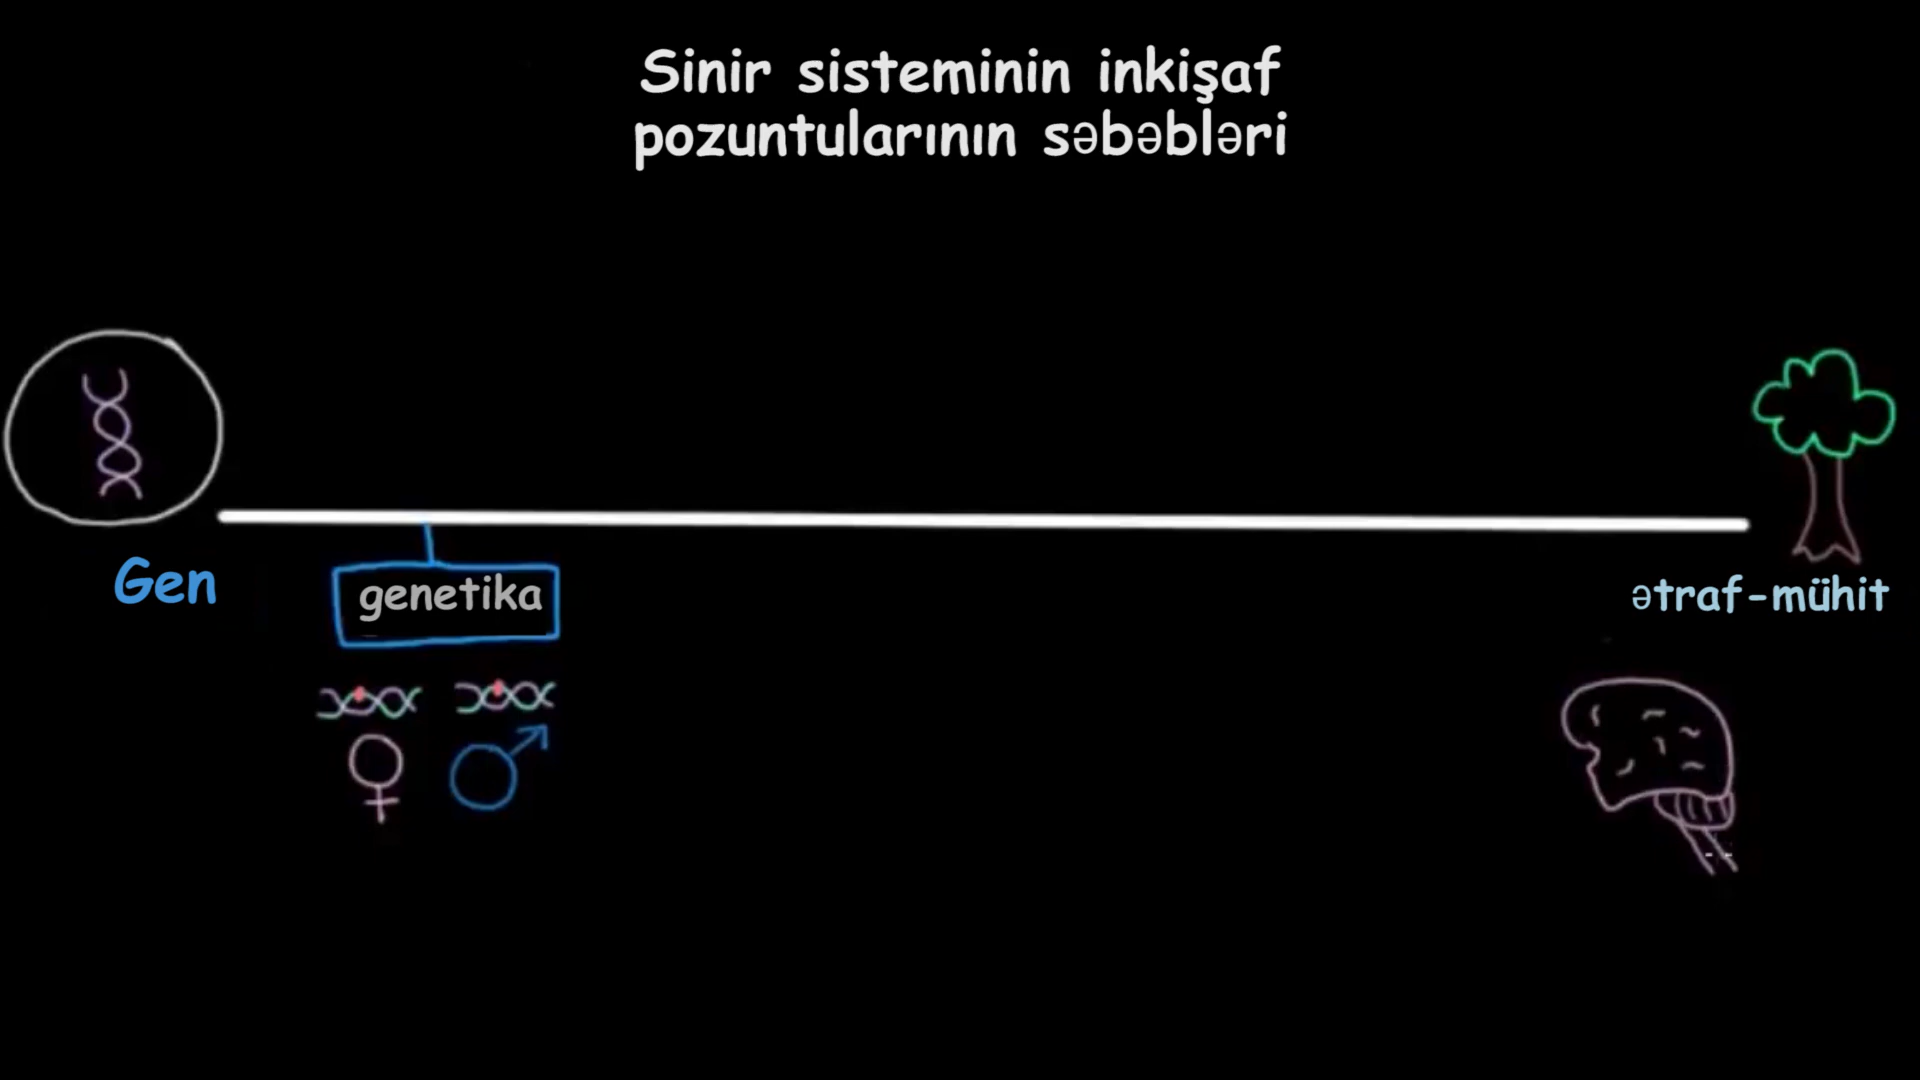 Sinir sisteminin inkişaf
pozuntularının səbəbləri
Gen
genetika
ətraf-mühit